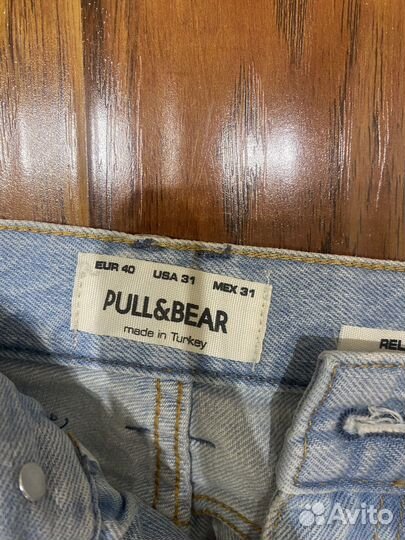 EUR 40 USA 31 MEX 31
PULL&BEAR
made in Turkey
REL
Avito